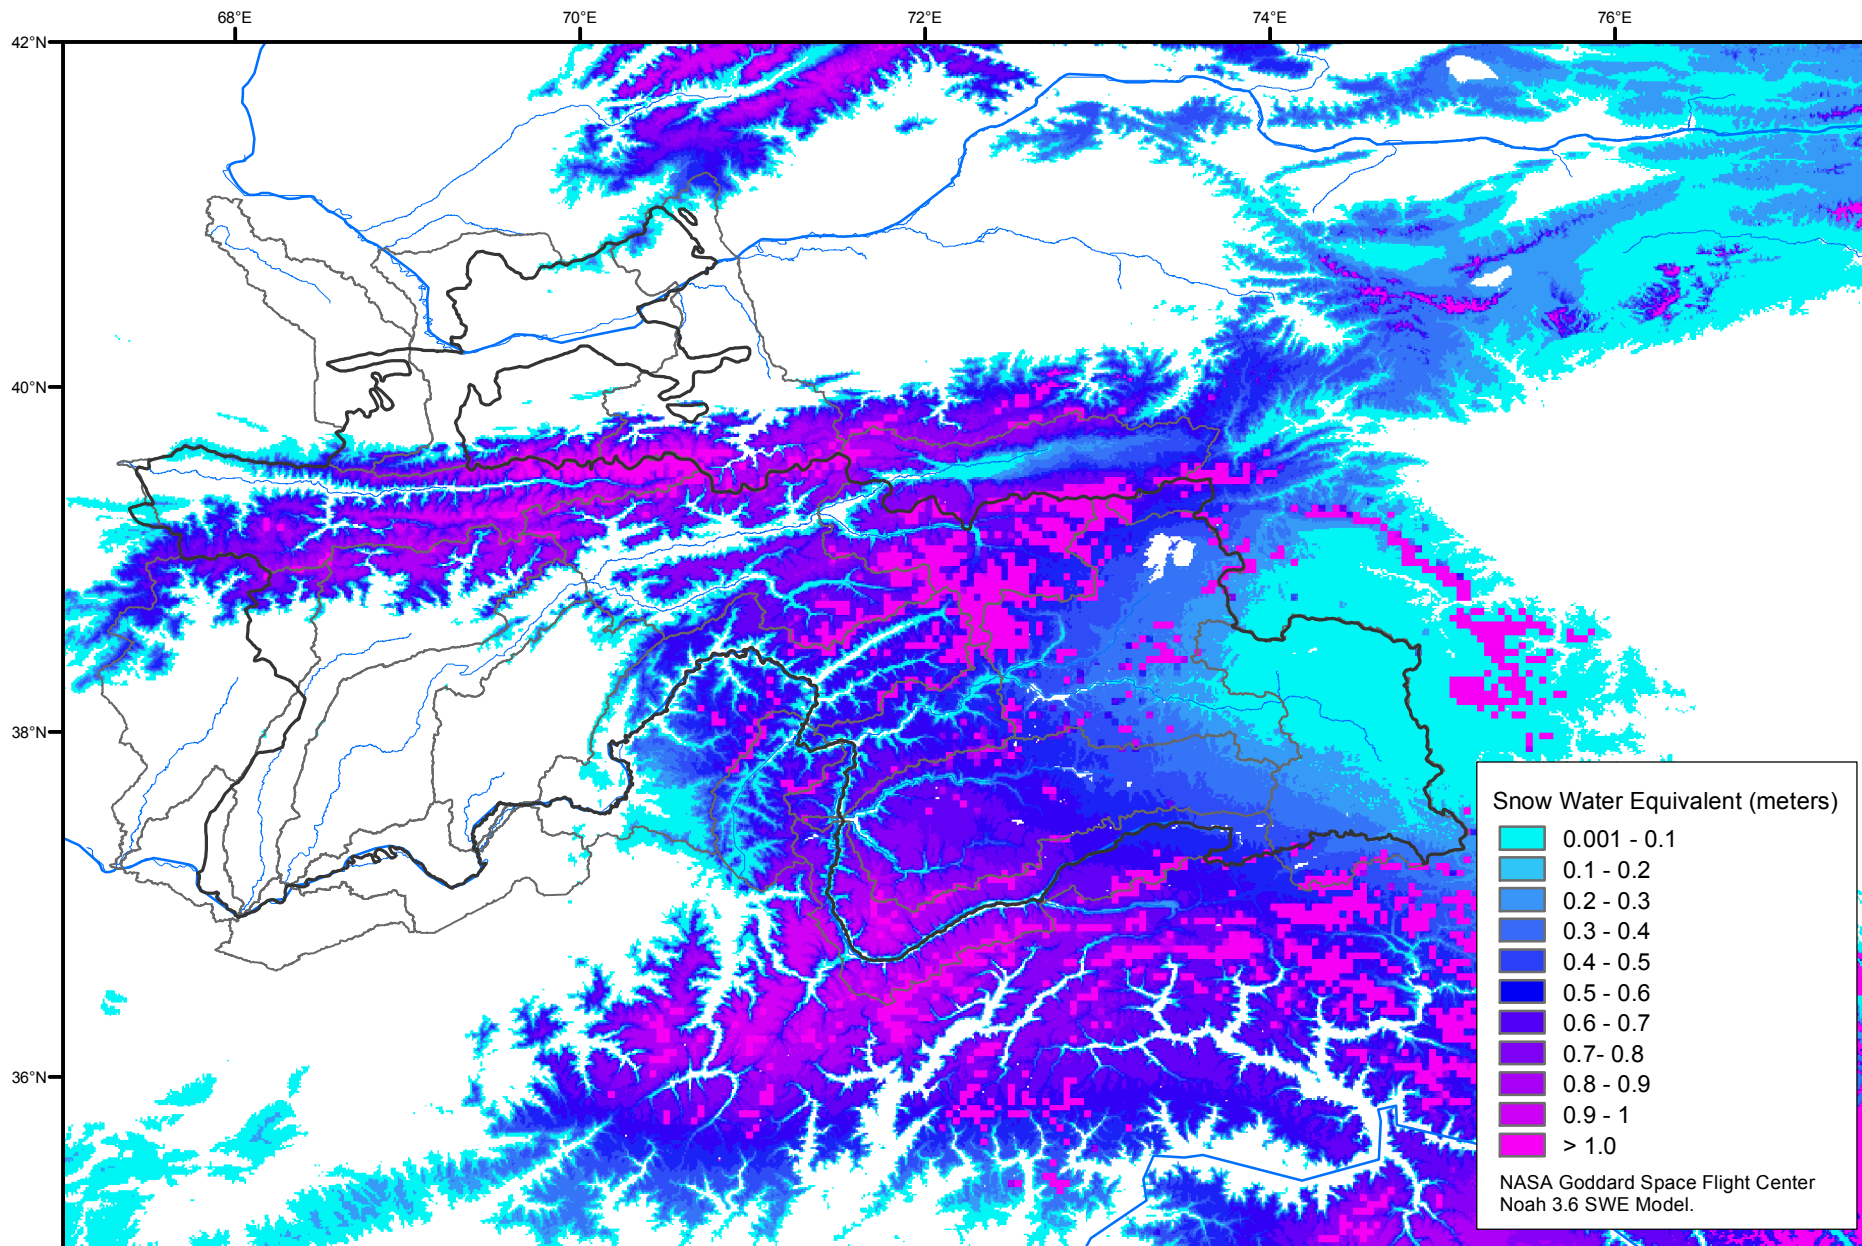 68°E 70°E 72°E 74°E 76°E
42°N
40°N
38°N
36°N
Snow Water Equivalent (meters)
0.001 - 0.1
0.1 - 0.2
0.2 - 0.3
0.3 - 0.4
0.4 - 0.5
0.5 - 0.6
0.6 - 0.7
0.7- 0.8
0.8 - 0.9
0.9 - 1
> 1.0
NASA Goddard Space Flight Center
Noah 3.6 SWE Model.